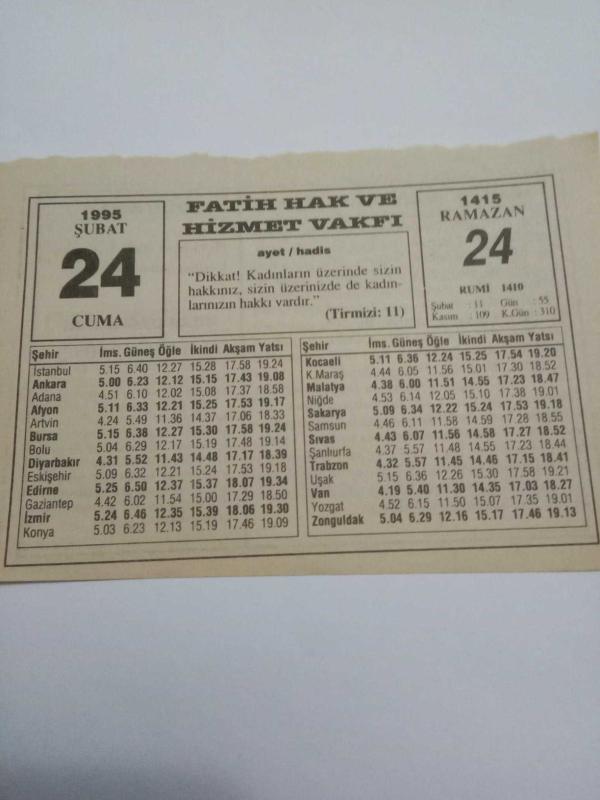 1995
ŞUBAT
24
CUMA
FATİH HAK VE
HİZMET VAKFI
ayet / hadis
“Dikkat! Kadınların üzerinde sizin
hakkınız, sizin üzerinizde de kadın-
larınızın hakkı vardır.”
(Tirmizi: 11)
1415
RAMAZAN
24
RUMİ 1410
Şubat : 11 Gün : 55
Kasım : 109 K.Gün : 310
Şehir İms. Güneş Öğle İkindi Akşam Yatsı
İstanbul 5.15 6.40 12.27 15.28 17.58 19.24
Ankara 5.00 6.23 12.12 15.15 17.43 19.08
Adana 4.51 6.10 12.02 15.08 17.37 18.58
Afyon 5.11 6.33 12.21 15.25 17.53 19.17
Artvin 4.24 5.49 11.36 14.37 17.06 18.33
Bursa 5.15 6.38 12.27 15.30 17.58 19.24
Bolu 5.04 6.29 12.17 15.19 17.48 19.14
Diyarbakır 4.31 5.52 11.43 14.48 17.17 18.39
Eskişehir 5.09 6.32 12.21 15.24 17.53 19.18
Edirne 5.25 6.50 12.37 15.37 18.07 19.34
Gaziantep 4.42 6.02 11.54 15.00 17.29 18.50
İzmir 5.24 6.46 12.35 15.39 18.06 19.30
Konya 5.03 6.23 12.13 15.19 17.46 19.09
Şehir İms. Güneş Öğle İkindi Akşam Yatsı
Kocaeli 5.11 6.36 12.24 15.25 17.54 19.20
K.Maraş 4.44 6.05 11.56 15.01 17.30 18.52
Malatya 4.38 6.00 11.51 14.55 17.23 18.47
Niğde 4.53 6.14 12.05 15.10 17.38 19.01
Sakarya 5.09 6.34 12.22 15.24 17.53 19.18
Samsun 4.46 6.11 11.58 14.59 17.28 18.55
Sıvas 4.43 6.07 11.56 14.58 17.27 18.52
Şanlıurfa 4.37 5.57 11.48 14.55 17.23 18.44
Trabzon 4.32 5.57 11.45 14.46 17.15 18.41
Uşak 5.15 6.36 12.26 15.30 17.58 19.21
Van 4.19 5.40 11.30 14.35 17.03 18.27
Yozgat 4.52 6.15 11.50 15.07 17.35 19.01
Zonguldak 5.04 6.29 12.16 15.17 17.46 19.13